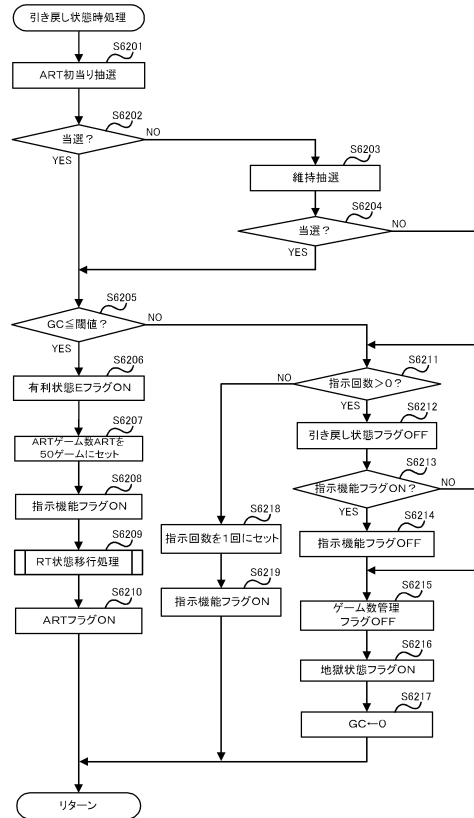 引き戻し状態時処理
S6201
ART初当り抽選
S6202
当選？
NO
YES
S6203
維持抽選
S6204
当選？
NO
YES
S6205
GC≦閾値？
NO
YES
S6206
有利状態EフラグON
S6207
ARTゲーム数ARTを
50ゲームにセット
S6208
指示機能フラグON
S6209
RT状態移行処理
S6210
ARTフラグON
S6211
指示回数>0？
NO
YES
S6212
引き戻し状態フラグOFF
S6213
指示機能フラグON？
NO
YES
S6214
指示機能フラグOFF
S6218
指示回数を1回にセット
S6219
指示機能フラグON
S6215
ゲーム数管理
フラグOFF
S6216
地獄状態フラグON
S6217
GC←0
リターン